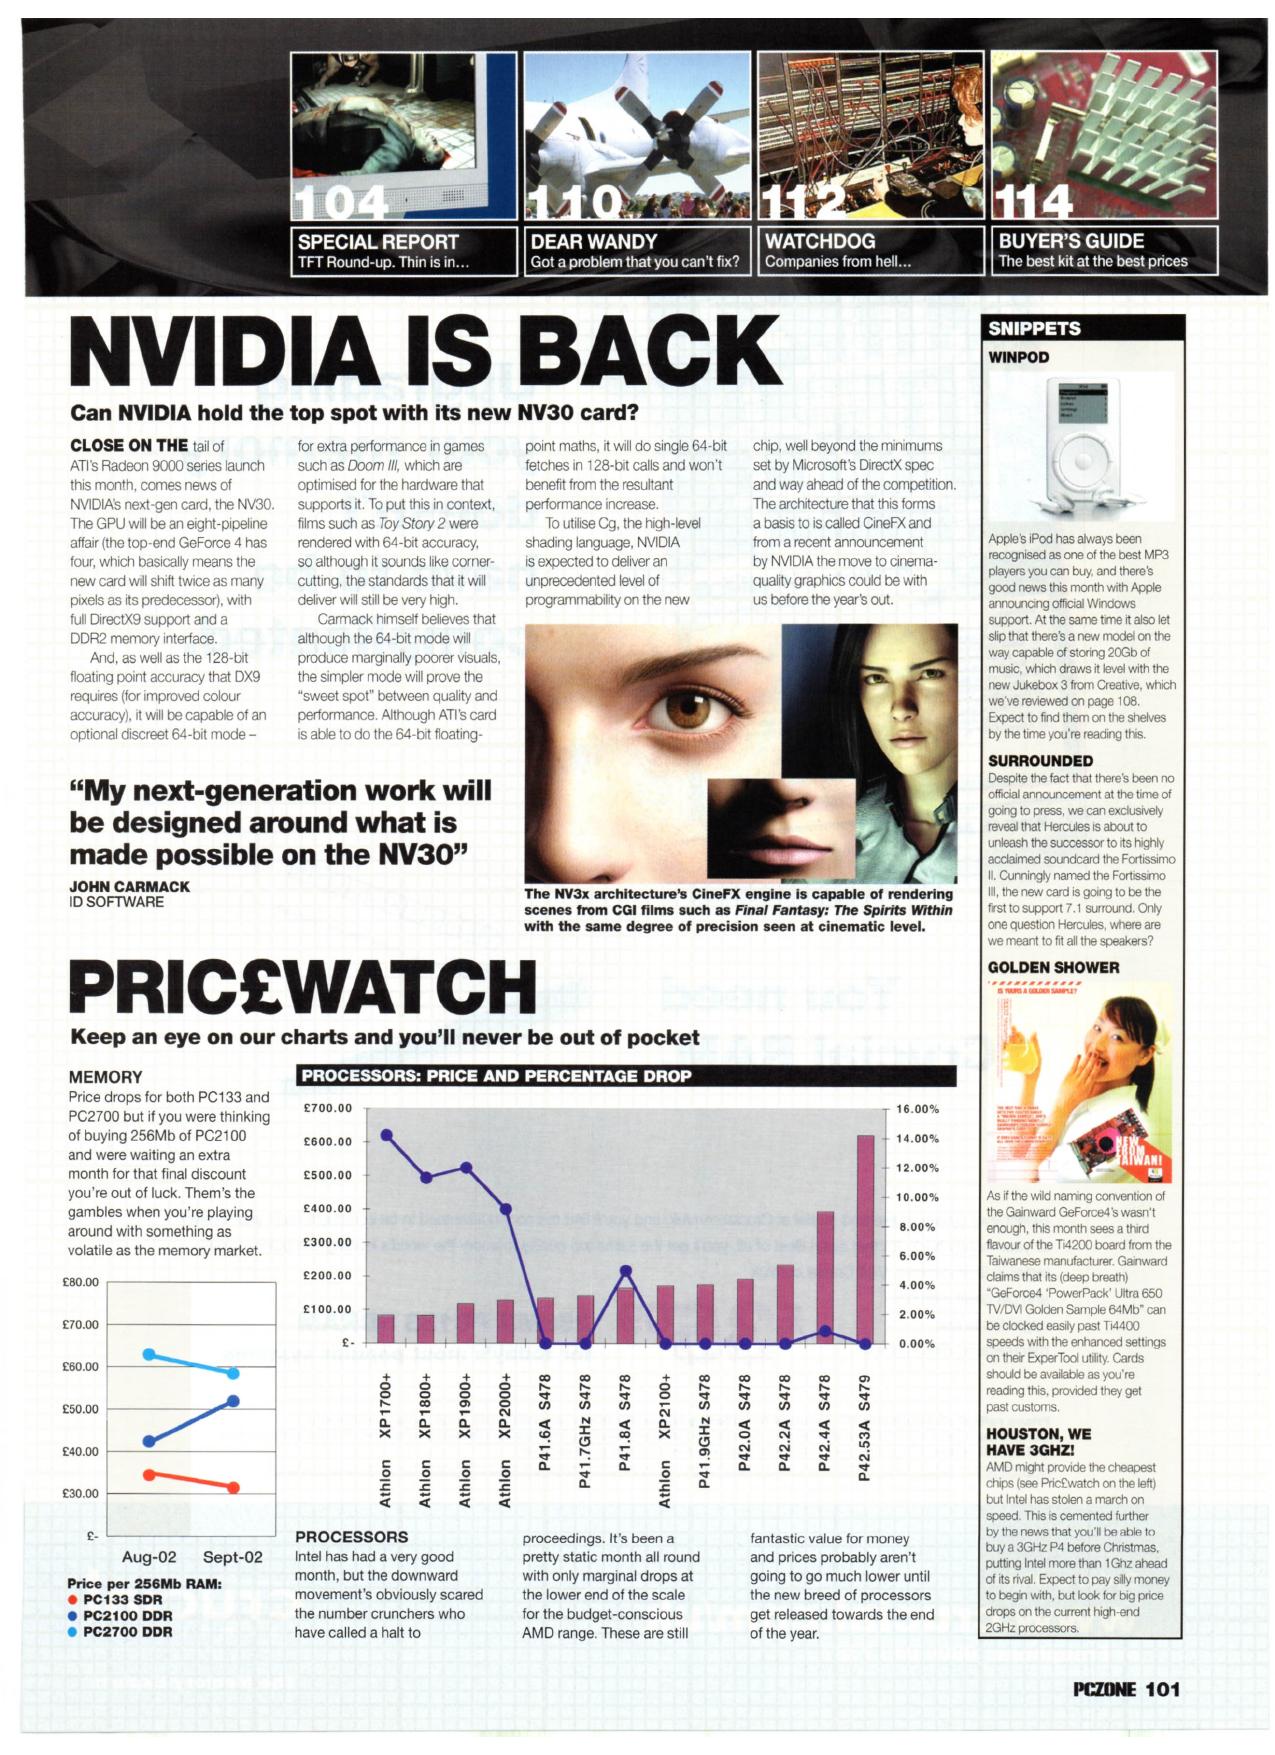 104
SPECIAL REPORT
TFT Round-up. Thin is in...
110
DEAR WANDY
Got a problem that you can't fix?
112
WATCHDOG
Companies from hell...
114
BUYER'S GUIDE
The best kit at the best prices
NVIDIA IS BACK
Can NVIDIA hold the top spot with its new NV30 card?
CLOSE ON THE tail of
ATI's Radeon 9000 series launch
this month, comes news of
NVIDIA's next-gen card, the NV30.
The GPU will be an eight-pipeline
affair (the top-end GeForce 4 has
four, which basically means the
new card will shift twice as many
pixels as its predecessor), with
full DirectX9 support and a
DDR2 memory interface.
And, as well as the 128-bit
floating point accuracy that DX9
requires (for improved colour
accuracy), it will be capable of an
optional discreet 64-bit mode –
for extra performance in games
such as Doom III, which are
optimised for the hardware that
supports it. To put this in context,
films such as Toy Story 2 were
rendered with 64-bit accuracy,
so although it sounds like corner-
cutting, the standards that it will
deliver will still be very high.
Carmack himself believes that
although the 64-bit mode will
produce marginally poorer visuals,
the simpler mode will prove the
"sweet spot" between quality and
performance. Although ATI's card
is able to do the 64-bit floating-
point maths, it will do single 64-bit
fetches in 128-bit calls and won't
benefit from the resultant
performance increase.
To utilise Cg, the high-level
shading language, NVIDIA
is expected to deliver an
unprecedented level of
programmability on the new
chip, well beyond the minimums
set by Microsoft's DirectX spec
and way ahead of the competition.
The architecture that this forms
a basis to is called CineFX and
from a recent announcement
by NVIDIA the move to cinema-
quality graphics could be with
us before the year's out.
"My next-generation work will
be designed around what is
made possible on the NV30"
JOHN CARMACK
ID SOFTWARE
The NV3x architecture's CineFX engine is capable of rendering
scenes from CGI films such as Final Fantasy: The Spirits Within
with the same degree of precision seen at cinematic level.
PRIC£WATCH
Keep an eye on our charts and you'll never be out of pocket
MEMORY
Price drops for both PC133 and
PC2700 but if you were thinking
of buying 256Mb of PC2100
and were waiting an extra
month for that final discount
you're out of luck. Them's the
gambles when you're playing
around with something as
volatile as the memory market.
£80.00
£70.00
£60.00
£50.00
£40.00
£30.00
£-
Aug-02 Sept-02
Price per 256Mb RAM:
PC133 SDR
PC2100 DDR
PC2700 DDR
PROCESSORS: PRICE AND PERCENTAGE DROP
£700.00
£600.00
£500.00
£400.00
£300.00
£200.00
£100.00
£-
16.00%
14.00%
12.00%
10.00%
8.00%
6.00%
4.00%
2.00%
0.00%
Athlon XP1700+
Athlon XP1800+
Athlon XP1900+
Athlon XP2000+
P41.6A S478
P41.7GHz S478
P41.8A S478
Athlon XP2100+
P41.9GHz S478
P42.0A S478
P42.2A S478
P42.4A S478
P42.53A S479
PROCESSORS
Intel has had a very good
month, but the downward
movement's obviously scared
the number crunchers who
have called a halt to
proceedings. It's been a
pretty static month all round
with only marginal drops at
the lower end of the scale
for the budget-conscious
AMD range. These are still
fantastic value for money
and prices probably aren't
going to go much lower until
the new breed of processors
get released towards the end
of the year.
SNIPPETS
WINPOD
Apple's iPod has always been
recognised as one of the best MP3
players you can buy, and there's
good news this month with Apple
announcing official Windows
support. At the same time it also let
slip that there's a new model on the
way capable of storing 20Gb of
music, which draws it level with the
new Jukebox 3 from Creative, which
we've reviewed on page 108.
Expect to find them on the shelves
by the time you're reading this.
SURROUNDED
Despite the fact that there's been no
official announcement at the time of
going to press, we can exclusively
reveal that Hercules is about to
unleash the successor to its highly
acclaimed soundcard the Fortissimo
II. Cunningly named the Fortissimo
III, the new card is going to be the
first to support 7.1 surround. Only
one question Hercules, where are
we meant to fit all the speakers?
GOLDEN SHOWER
IS YOURS A GOLDEN SAMPLE?
NEW
FROM
TAIWAN!
As if the wild naming convention of
the Gainward GeForce4's wasn't
enough, this month sees a third
flavour of the Ti4200 board from the
Taiwanese manufacturer. Gainward
claims that its (deep breath)
"GeForce4 'PowerPack' Ultra 650
TV/DVI Golden Sample 64Mb" can
be clocked easily past Ti4400
speeds with the enhanced settings
on their ExperTool utility. Cards
should be available as you're
reading this, provided they get
past customs.
HOUSTON, WE
HAVE 3GHZ!
AMD might provide the cheapest
chips (see Pric£watch on the left)
but Intel has stolen a march on
speed. This is cemented further
by the news that you'll be able to
buy a 3GHz P4 before Christmas,
putting Intel more than 1Ghz ahead
of its rival. Expect to pay silly money
to begin with, but look for big price
drops on the current high-end
2GHz processors.
PCZONE 101